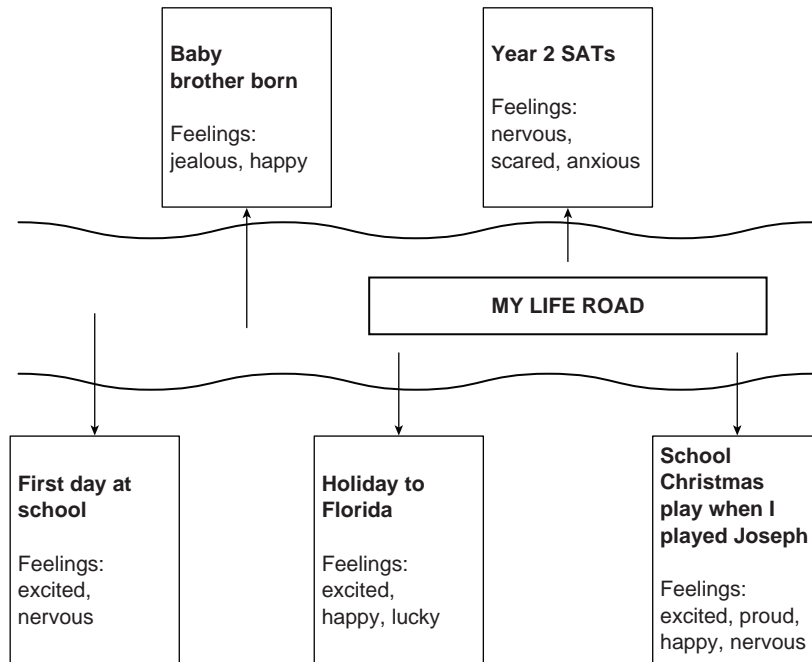 Baby
brother born
Feelings:
jealous, happy
Year 2 SATs
Feelings:
nervous,
scared, anxious
MY LIFE ROAD
First day at
school
Feelings:
excited,
nervous
Holiday to
Florida
Feelings:
excited,
happy, lucky
School
Christmas
play when I
played Joseph
Feelings:
excited, proud,
happy, nervous